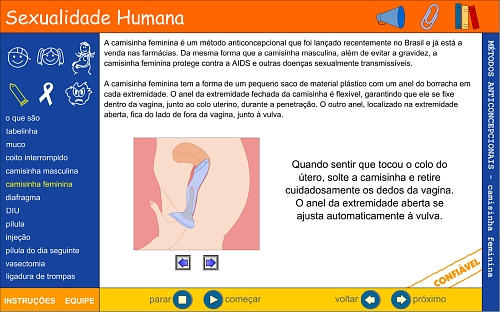 Sexualidade Humana
A camisinha feminina é um método anticoncepcional que foi lançado recentemente no Brasil e já está a
venda nas farmácias. Da mesma forma que a camisinha masculina, além de evitar a gravidez, a
camisinha feminina protege contra a AIDS e outras doenças sexualmente transmissíveis.
A camisinha feminina tem a forma de um pequeno saco de material plástico com um anel do borracha em
cada extremidade. O anel da extremidade fechada da camisinha é flexível, garantindo que ele se fixe
dentro da vagina, junto ao colo uterino, durante a penetração. O outro anel, localizado na extremidade
aberta, fica do lado de fora da vagina, junto à vulva.
o que são
tabelinha
muco
coito interrompido
camisinha masculina
camisinha feminina
diafragma
DIU
pílula
injeção
pílula do dia seguinte
vasectomia
ligadura de trompas
Quando sentir que tocou o colo do
útero, solte a camisinha e retire
cuidadosamente os dedos da vagina.
O anel da extremidade aberta se
ajusta automaticamente à vulva.
MÉTODOS ANTICONCEPCIONAIS - camisinha feminina
CONFIÁVEL
INSTRUÇÕES EQUIPE
parar começar voltar próximo